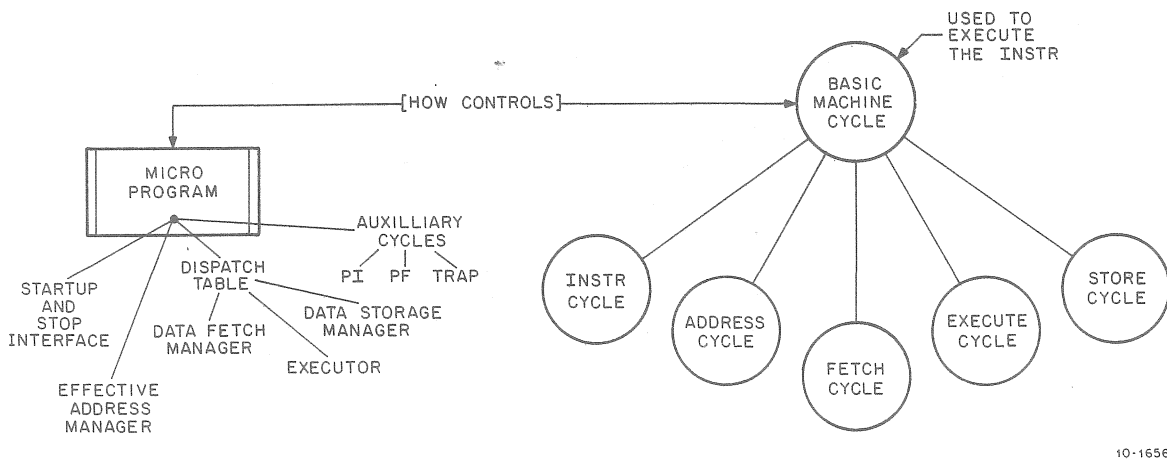 USED TO
EXECUTE
THE INSTR
BASIC
MACHINE
CYCLE
[HOW CONTROLS]
MICRO
PROGRAM
AUXILLIARY
CYCLES
PI PF TRAP
DISPATCH
TABLE
STARTUP
AND
STOP
INTERFACE
DATA STORAGE
MANAGER
DATA FETCH
MANAGER
EXECUTOR
EFFECTIVE
ADDRESS
MANAGER
INSTR
CYCLE
ADDRESS
CYCLE
FETCH
CYCLE
EXECUTE
CYCLE
STORE
CYCLE
10-1656